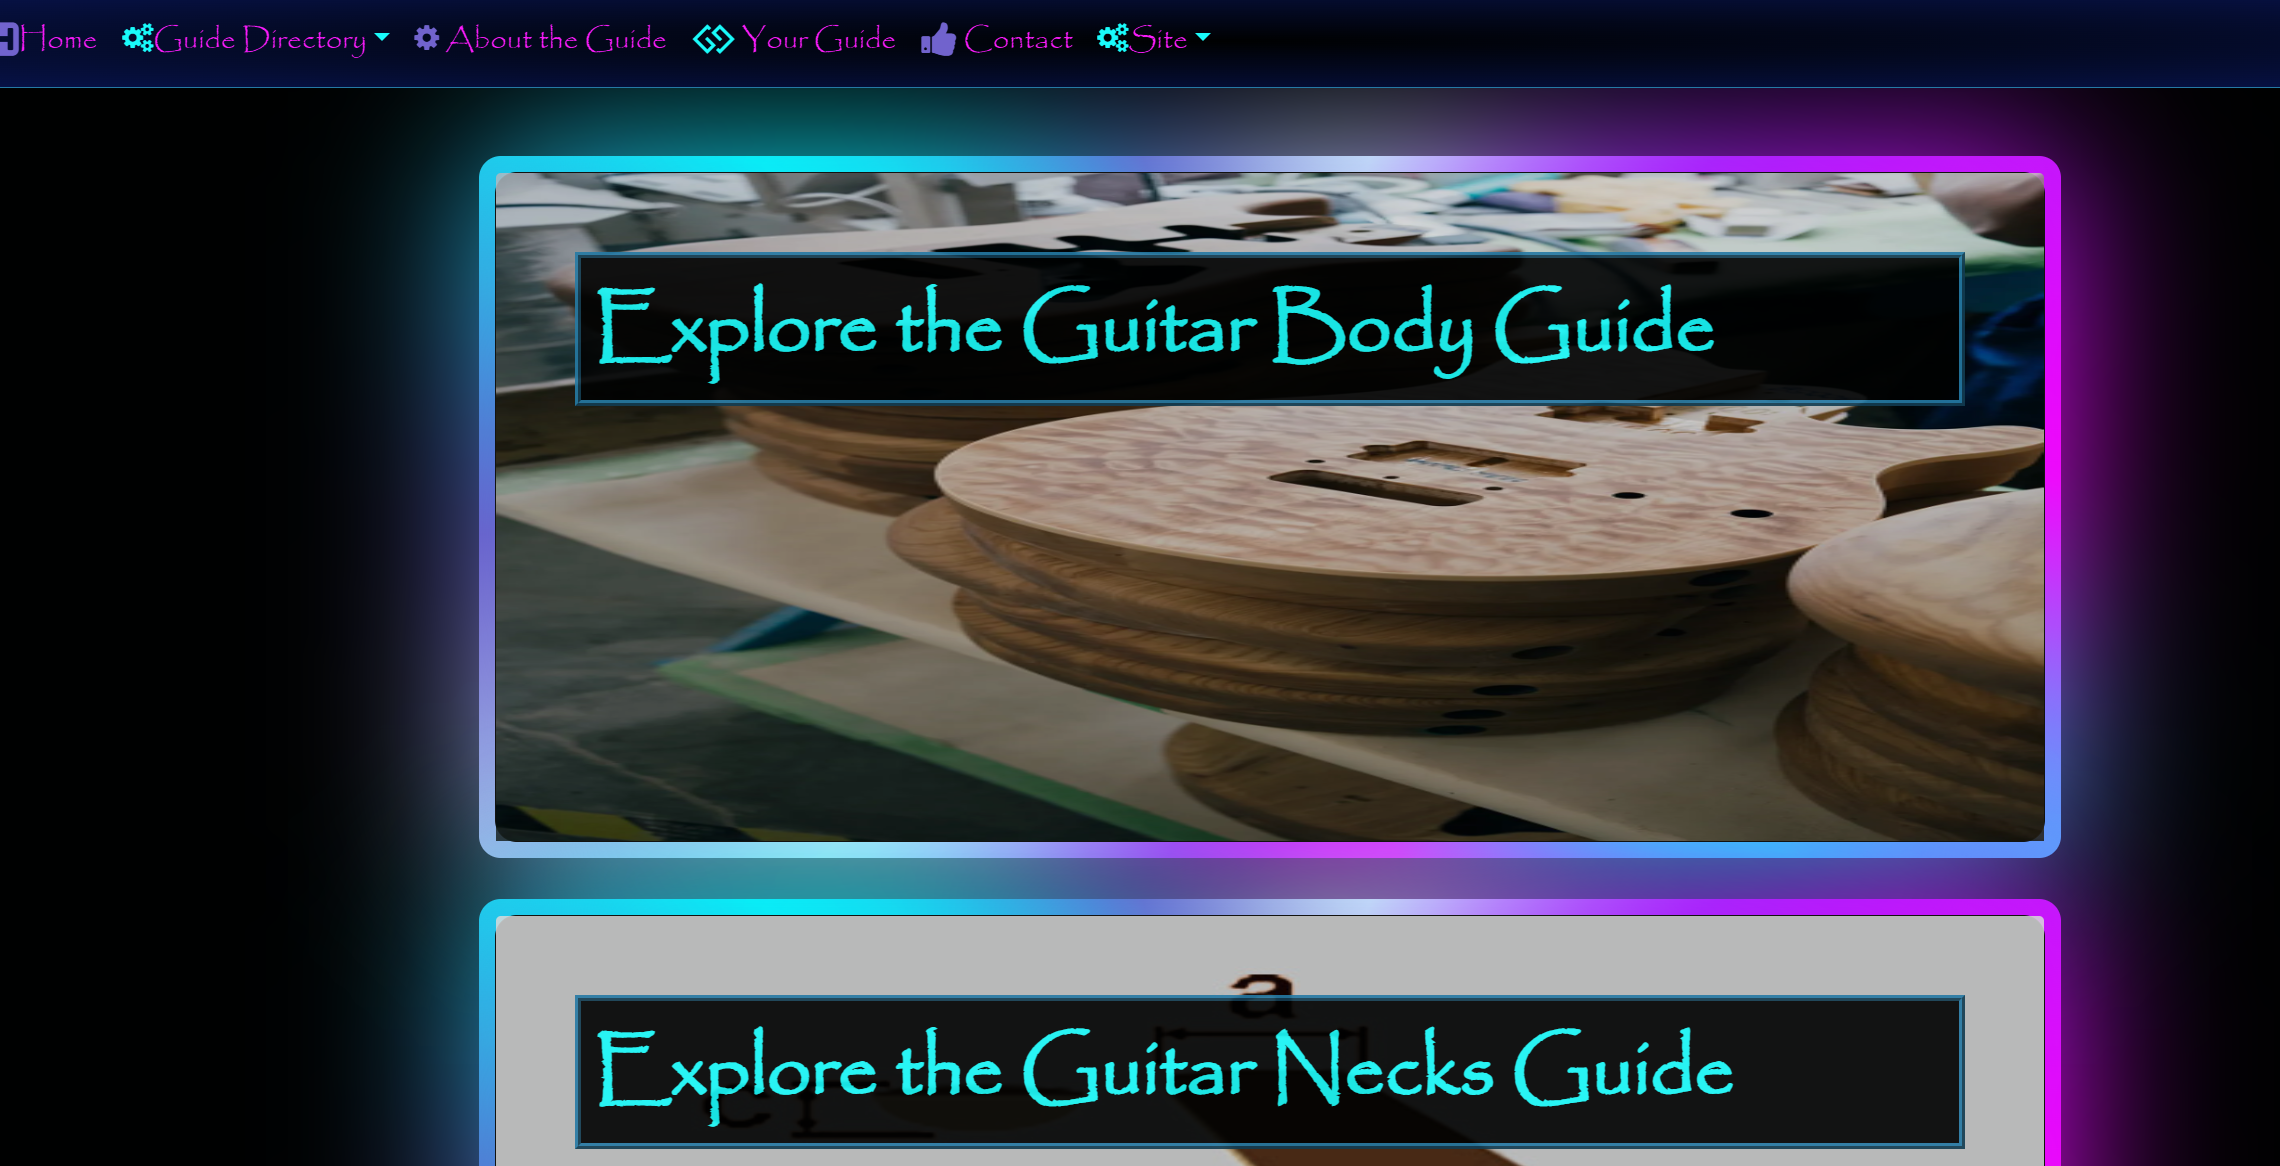 Home Guide Directory About the Guide Your Guide Contact Site
Explore the Guitar Body Guide
a
Explore the Guitar Necks Guide
c